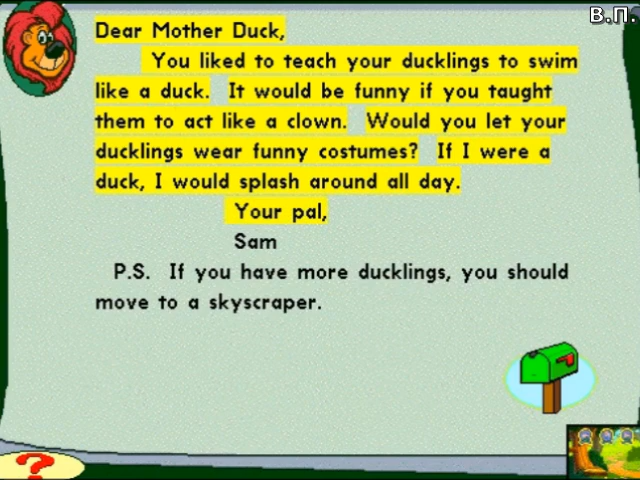 В.П.
Dear Mother Duck,
You liked to teach your ducklings to swim
like a duck. It would be funny if you taught
them to act like a clown. Would you let your
ducklings wear funny costumes? If I were a
duck, I would splash around all day.
Your pal,
Sam
P.S. If you have more ducklings, you should
move to a skyscraper.
?